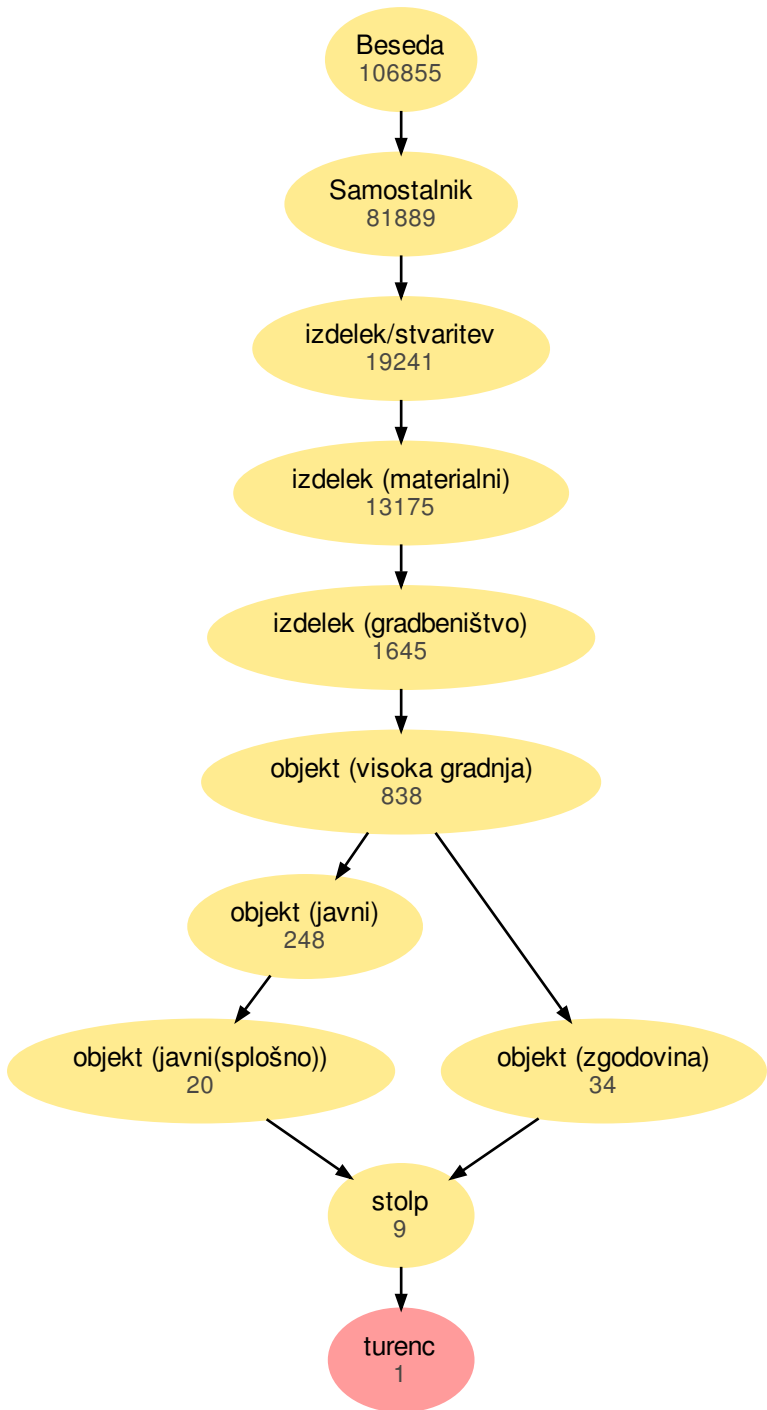 Beseda
106855
Samostalnik
81889
izdelek/stvaritev
19241
izdelek (materialni)
13175
izdelek (gradbeništvo)
1645
objekt (visoka gradnja)
838
objekt (javni)
248
objekt (javni(splošno))
20
objekt (zgodovina)
34
stolp
9
turenc
1